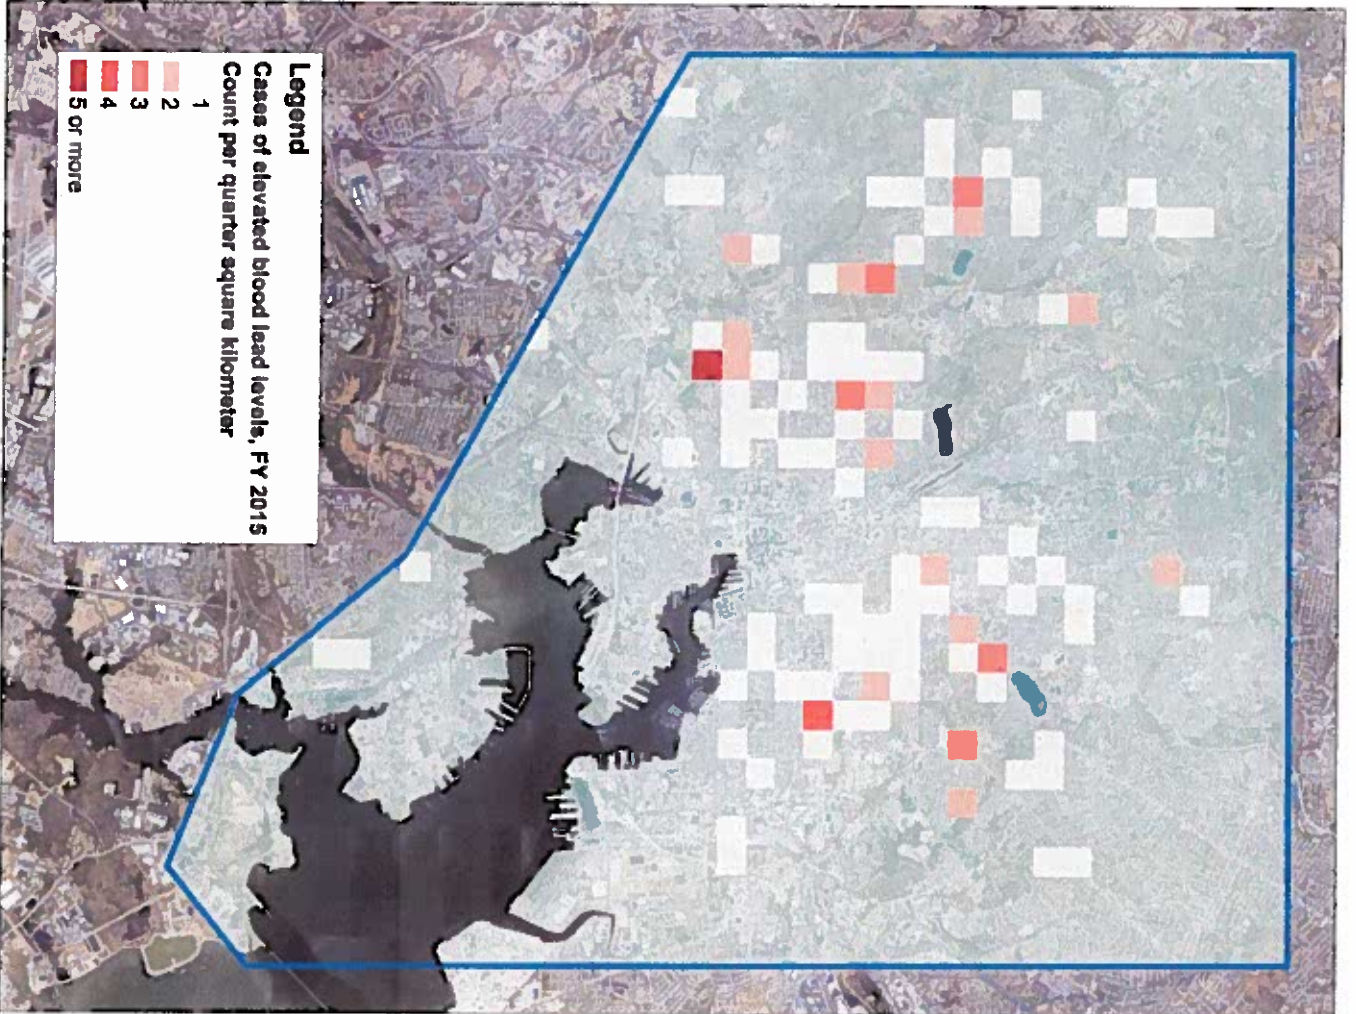 Legend
Cases of elevated blood lead levels, FY 2015
Count per quarter square kilometer
1
2
3
4
5 or more